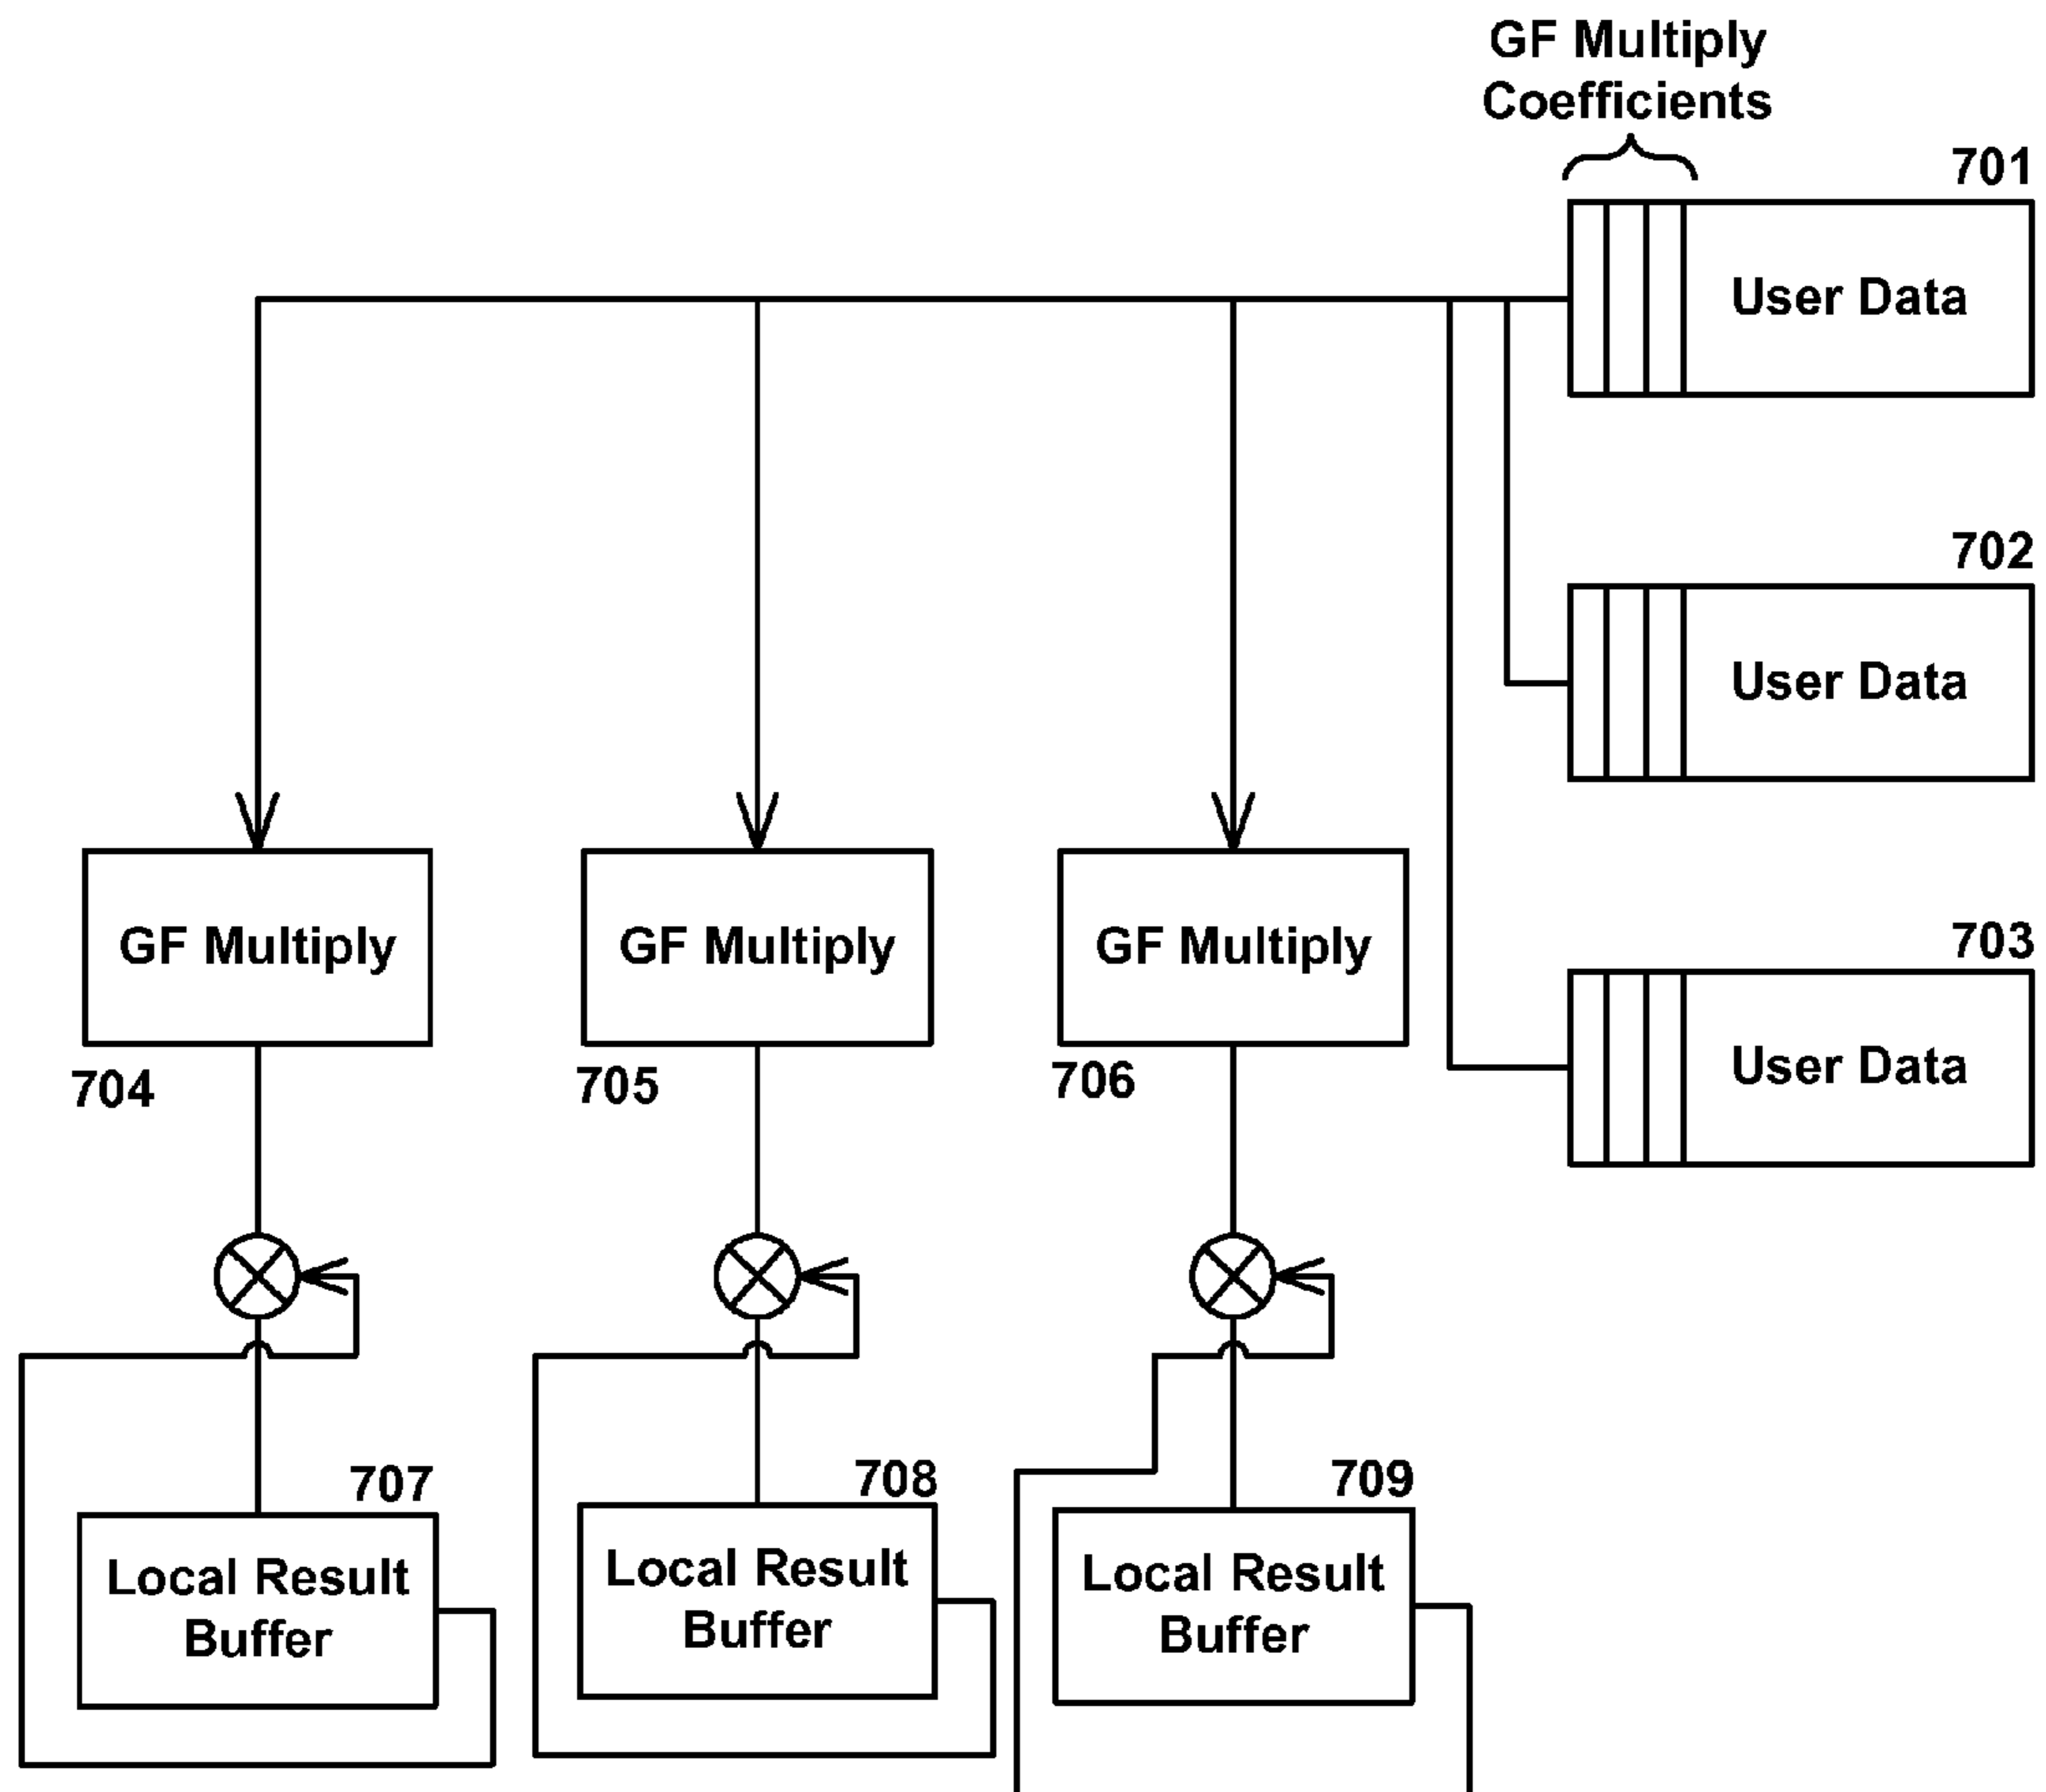 GF Multiply
Coefficients
701
User Data
702
User Data
703
User Data
GF Multiply
GF Multiply
GF Multiply
704
705
706
707
708
709
Local Result
Buffer
Local Result
Buffer
Local Result
Buffer